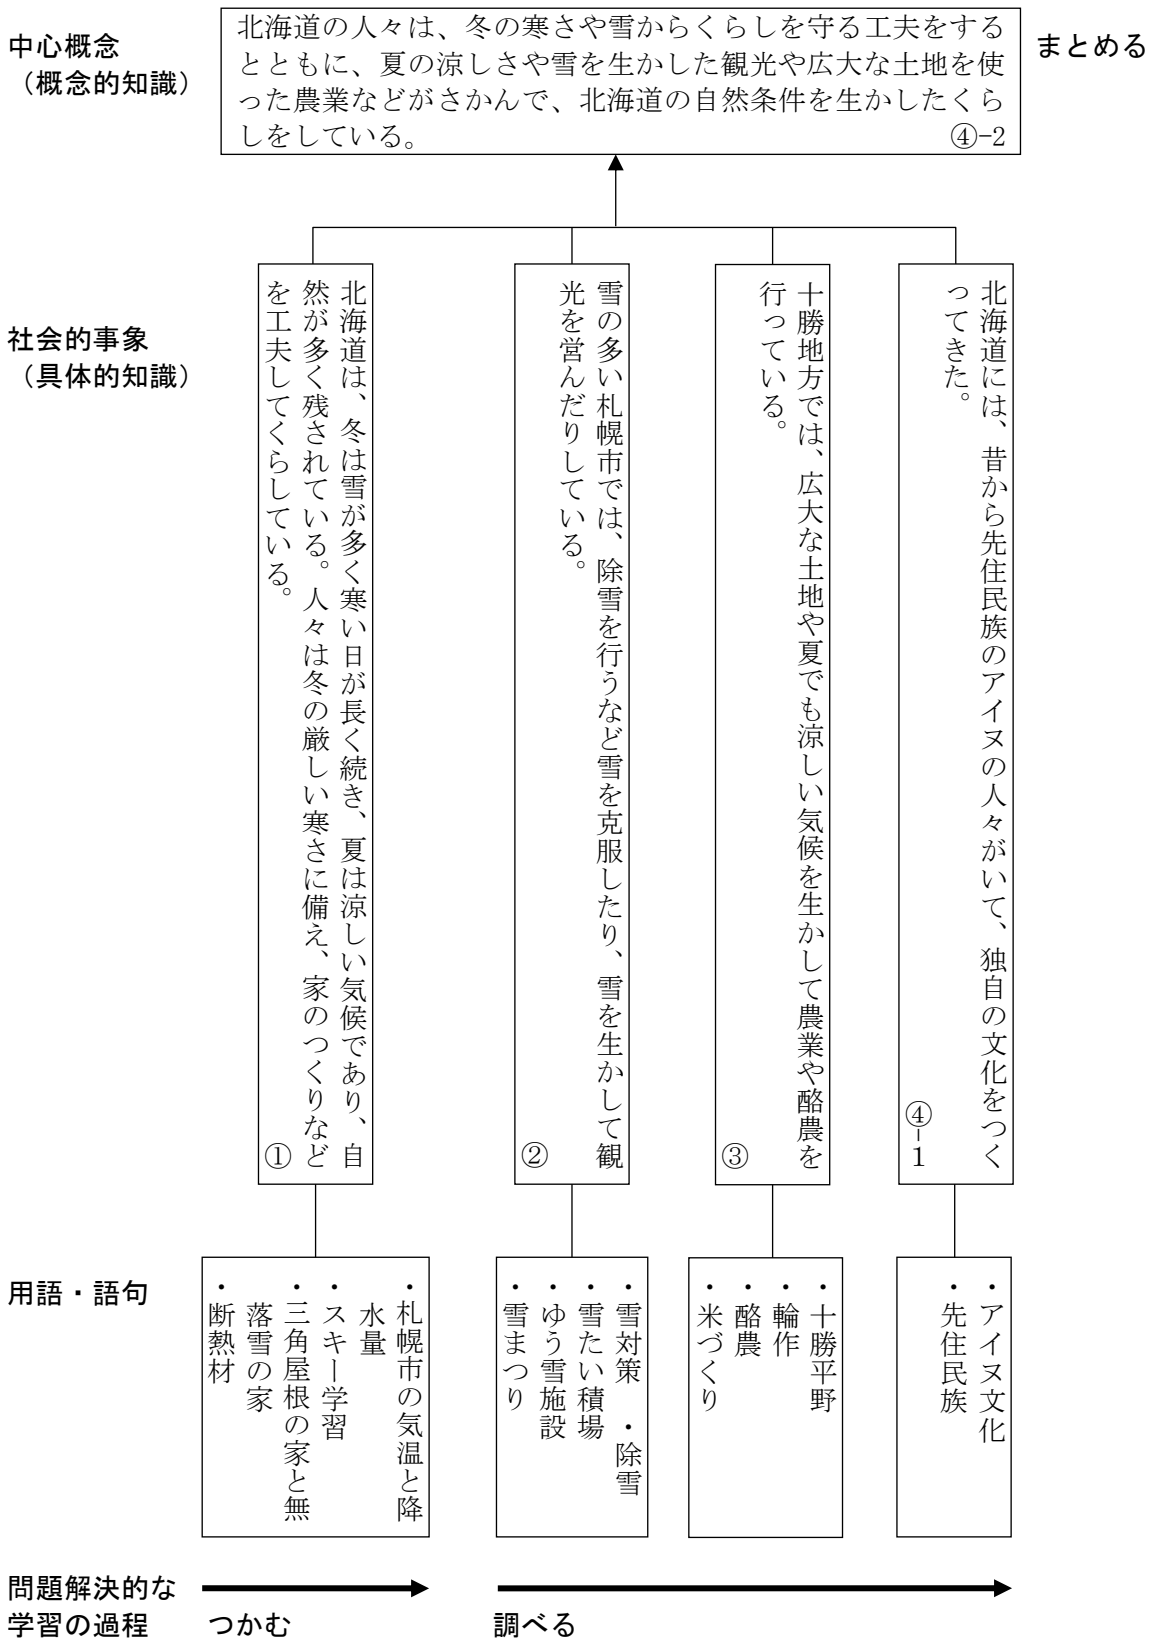 中心概念
（概念的知識）
北海道の人々は、冬の寒さや雪からくらしを守る工夫をする
とともに、夏の涼しさや雪を生かした観光や広大な土地を使
った農業などがさかんで、北海道の自然条件を生かしたくら
しをしている。 ④-2
まとめる
社会的事象
（具体的知識）
北海道は、冬は雪が多く寒い日が長く続き、夏は涼しい気候であり、自
然が多く残されている。人々は冬の厳しい寒さに備え、家のつくりなど
を工夫してくらしている。 ①
雪の多い札幌市では、除雪を行うなど雪を克服したり、雪を生かして観
光を営んだりしている。 ②
十勝地方では、広大な土地や夏でも涼しい気候を生かして農業や酪農を
行っている。 ③
北海道には、昔から先住民族のアイヌの人々がいて、独自の文化をつく
ってきた。 ④-1
用語・語句
・札幌市の気温と降
水量
・スキー学習
・三角屋根の家と無
落雪の家
・断熱材
・雪対策 ・除雪
・雪たい積場
・ゆう雪施設
・雪まつり
・十勝平野
・輪作
・酪農
・米づくり
・アイヌ文化
・先住民族
問題解決的な
学習の過程
つかむ
調べる